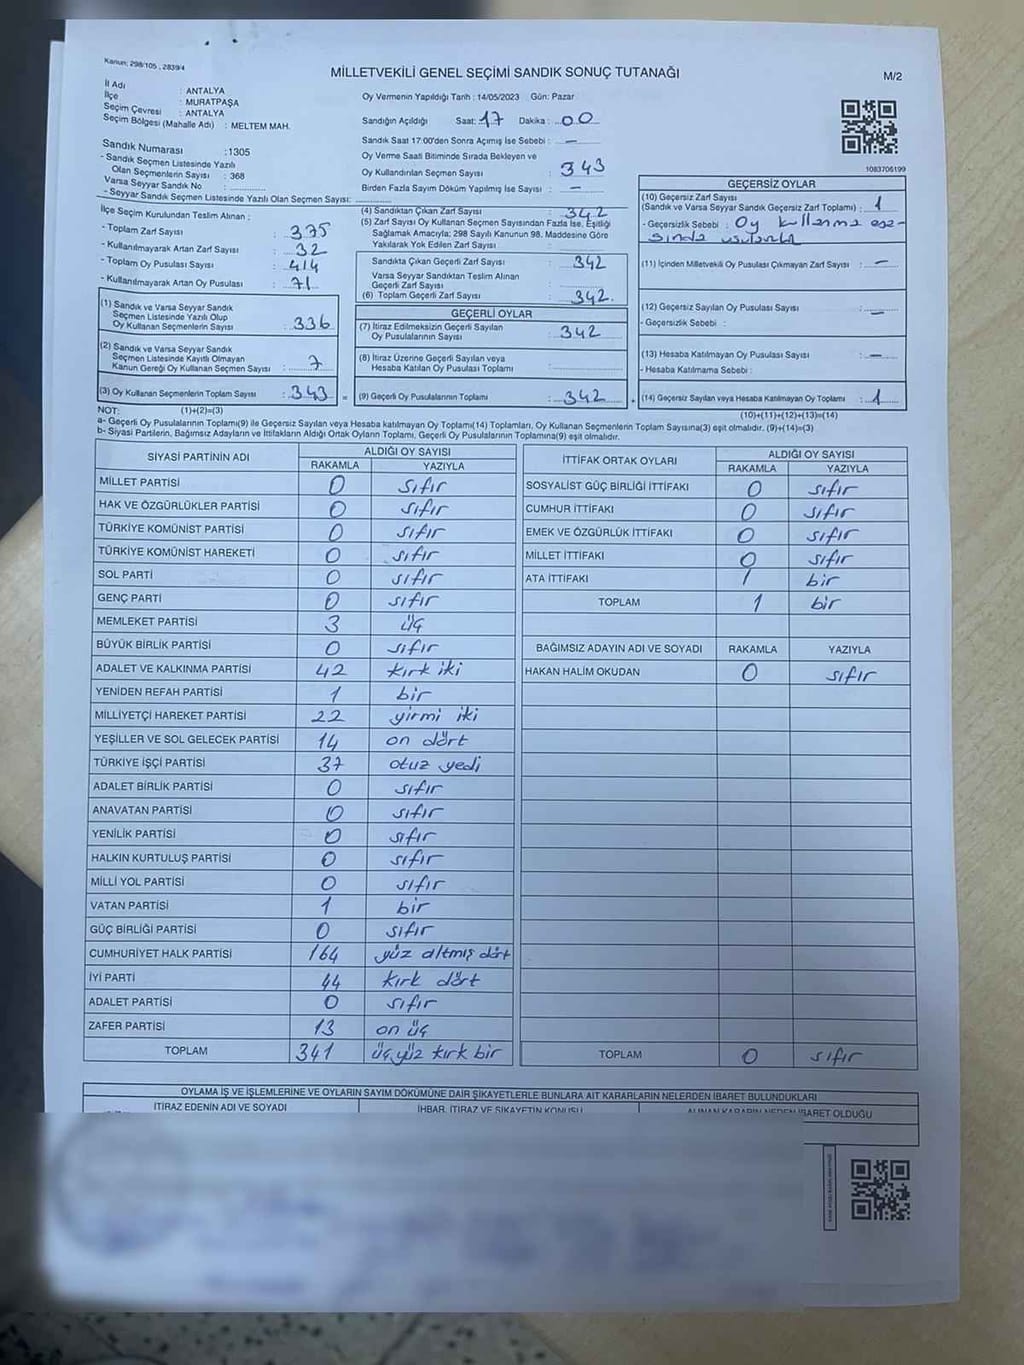 Kanun: 298/105 , 2839/4
MİLLETVEKİLİ GENEL SEÇİMİ SANDIK SONUÇ TUTANAĞI
M/2
İl Adı : ANTALYA
İlçe : MURATPAŞA
Seçim Çevresi : ANTALYA
Seçim Bölgesi (Mahalle Adı) : MELTEM MAH.
Sandık Numarası :1305
- Sandık Seçmen Listesinde Yazılı
Olan Seçmenlerin Sayısı : 368
Varsa Seyyar Sandık No :
- Seyyar Sandık Seçmen Listesinde Yazılı Olan Seçmen Sayısı:
Oy Vermenin Yapıldığı Tarih : 14/05/2023 Gün: Pazar
Sandığın Açıldığı Saat: 17 Dakika : 00
Sandık Saat 17:00'den Sonra Açımış İse Sebebi : —
Oy Verme Saati Bitiminde Sırada Bekleyen ve
Oy Kullandırılan Seçmen Sayısı : 343
Birden Fazla Sayım Döküm Yapılmış İse Sayısı : —
1083706199
İlçe Seçim Kurulundan Teslim Alınan :
- Toplam Zarf Sayısı : 375
- Kullanılmayarak Artan Zarf Sayısı : 32
- Toplam Oy Pusulası Sayısı : 414
- Kullanılmayarak Artan Oy Pusulası : 71
(1) Sandık ve Varsa Seyyar Sandık
Seçmen Listesinde Yazılı Olup
Oy Kullanan Seçmenlerin Sayısı : 336
(2) Sandık ve Varsa Seyyar Sandık
Seçmen Listesinde Kayıtlı Olmayan
Kanun Gereği Oy Kullanan Seçmen Sayısı : 7
(3) Oy Kullanan Seçmenlerin Toplam Sayısı : 343 =
(4) Sandıktan Çıkan Zarf Sayısı : 342
(5) Zarf Sayısı Oy Kullanan Seçmen Sayısından Fazla İse, Eşitliği
Sağlamak Amacıyla; 298 Sayılı Kanunun 98. Maddesine Göre
Yakılarak Yok Edilen Zarf Sayısı :
Sandıkta Çıkan Geçerli Zarf Sayısı : 342
Varsa Seyyar Sandıktan Teslim Alınan
Geçerli Zarf Sayısı :
(6) Toplam Geçerli Zarf Sayısı : 342.
GEÇERLİ OYLAR
(7) İtiraz Edilmeksizin Geçerli Sayılan
Oy Pusulalarının Sayısı : 342
(8) İtiraz Üzerine Geçerli Sayılan veya
Hesaba Katılan Oy Pusulası Toplamı :
(9) Geçerli Oy Pusulalarının Toplamı : 342 +
GEÇERSİZ OYLAR
(10) Geçersiz Zarf Sayısı
(Sandık ve Varsa Seyyar Sandık Geçersiz Zarf Toplamı) : 1
- Geçersizlik Sebebi : Oy kullanma
(11) İçinden Milletvekili Oy Pusulası Çıkmayan Zarf Sayısı : —
(12) Geçersiz Sayılan Oy Pusulası Sayısı : —
- Geçersizlik Sebebi :
(13) Hesaba Katılmayan Oy Pusulası Sayısı : —
- Hesaba Katılmama Sebebi :
(14) Geçersiz Sayılan veya Hesaba Katılmayan Oy Toplamı : 1
NOT: (1)+(2)=(3) (10)+(11)+(12)+(13)=(14)
a- Geçerli Oy Pusulalarının Toplamı(9) ile Geçersiz Sayılan veya Hesaba Katılmayan Oy Toplamı(14) Toplamları, Oy Kullanan Seçmenlerin Toplam Sayısına(3) eşit olmalıdır. (9)+(14)=(3)
b- Siyasi Partilerin, Bağımsız Adayların ve İttifakların Aldığı Ortak Oyların Toplamı, Geçerli Oy Pusulalarının Toplamına(9) eşit olmalıdır.
SİYASİ PARTİNİN ADI ALDIĞI OY SAYISI
RAKAMLA YAZIYLA
MİLLET PARTİSİ 0 sıfır
HAK VE ÖZGÜRLÜKLER PARTİSİ 0 sıfır
TÜRKİYE KOMÜNİST PARTİSİ 0 sıfır
TÜRKİYE KOMÜNİST HAREKETİ 0 sıfır
SOL PARTİ 0 sıfır
GENÇ PARTİ 0 sıfır
MEMLEKET PARTİSİ 3 üç
BÜYÜK BİRLİK PARTİSİ 0 sıfır
ADALET VE KALKINMA PARTİSİ 42 kırk iki
YENİDEN REFAH PARTİSİ 1 bir
MİLLİYETÇİ HAREKET PARTİSİ 22 yirmi iki
YEŞİLLER VE SOL GELECEK PARTİSİ 14 on dört
TÜRKİYE İŞÇİ PARTİSİ 37 otuz yedi
ADALET BİRLİK PARTİSİ 0 sıfır
ANAVATAN PARTİSİ 0 sıfır
YENİLİK PARTİSİ 0 sıfır
HALKIN KURTULUŞ PARTİSİ 0 sıfır
MİLLİ YOL PARTİSİ 0 sıfır
VATAN PARTİSİ 1 bir
GÜÇ BİRLİĞİ PARTİSİ 0 sıfır
CUMHURİYET HALK PARTİSİ 164 yüz altmış dört
İYİ PARTİ 44 kırk dört
ADALET PARTİSİ 0 sıfır
ZAFER PARTİSİ 13 on üç
TOPLAM 341 üç yüz kırk bir
İTTİFAK ORTAK OYLARI ALDIĞI OY SAYISI
RAKAMLA YAZIYLA
SOSYALİST GÜÇ BİRLİĞİ İTTİFAKI 0 sıfır
CUMHUR İTTİFAKI 0 sıfır
EMEK VE ÖZGÜRLÜK İTTİFAKI 0 sıfır
MİLLET İTTİFAKI 0 sıfır
ATA İTTİFAKI 1 bir
TOPLAM 1 bir
BAĞIMSIZ ADAYIN ADI VE SOYADI RAKAMLA YAZIYLA
HAKAN HALİM OKUDAN 0 sıfır
TOPLAM 0 sıfır
OYLAMA İŞ VE İŞLEMLERİNE VE OYLARIN SAYIM DÖKÜMÜNE DAİR ŞİKAYETLERLE BUNLARA AİT KARARLARIN NELERDEN İBARET BULUNDUKLARI
İTİRAZ EDENİN ADI VE SOYADI İHBAR, İTİRAZ VE ŞİKAYETİN KONUSU ALINAN KARARIN NEDEN İBARET OLDUĞU